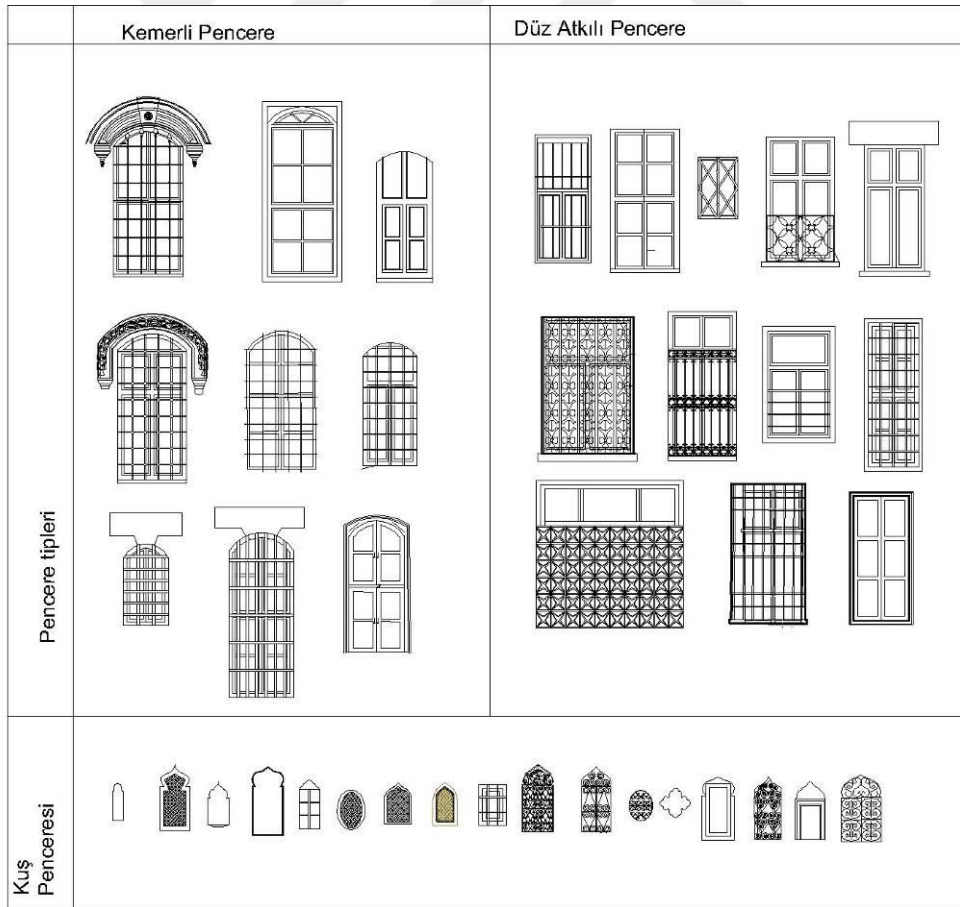 Kemerli Pencere
Düz Atkılı Pencere
Pencere tipleri
Kuş
Penceresi